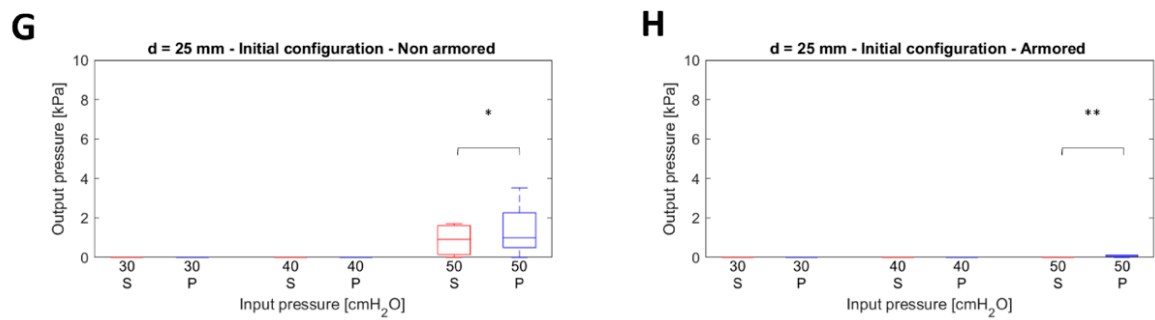 G
d = 25 mm - Initial configuration - Non armored
Output pressure [kPa]
10
8
6
4
2
0
*
30 30 40 40 50 50
S P S P S P
Input pressure [cmH₂O]
H
d = 25 mm - Initial configuration - Armored
Output pressure [kPa]
10
8
6
4
2
0
**
30 30 40 40 50 50
S P S P S P
Input pressure [cmH₂O]